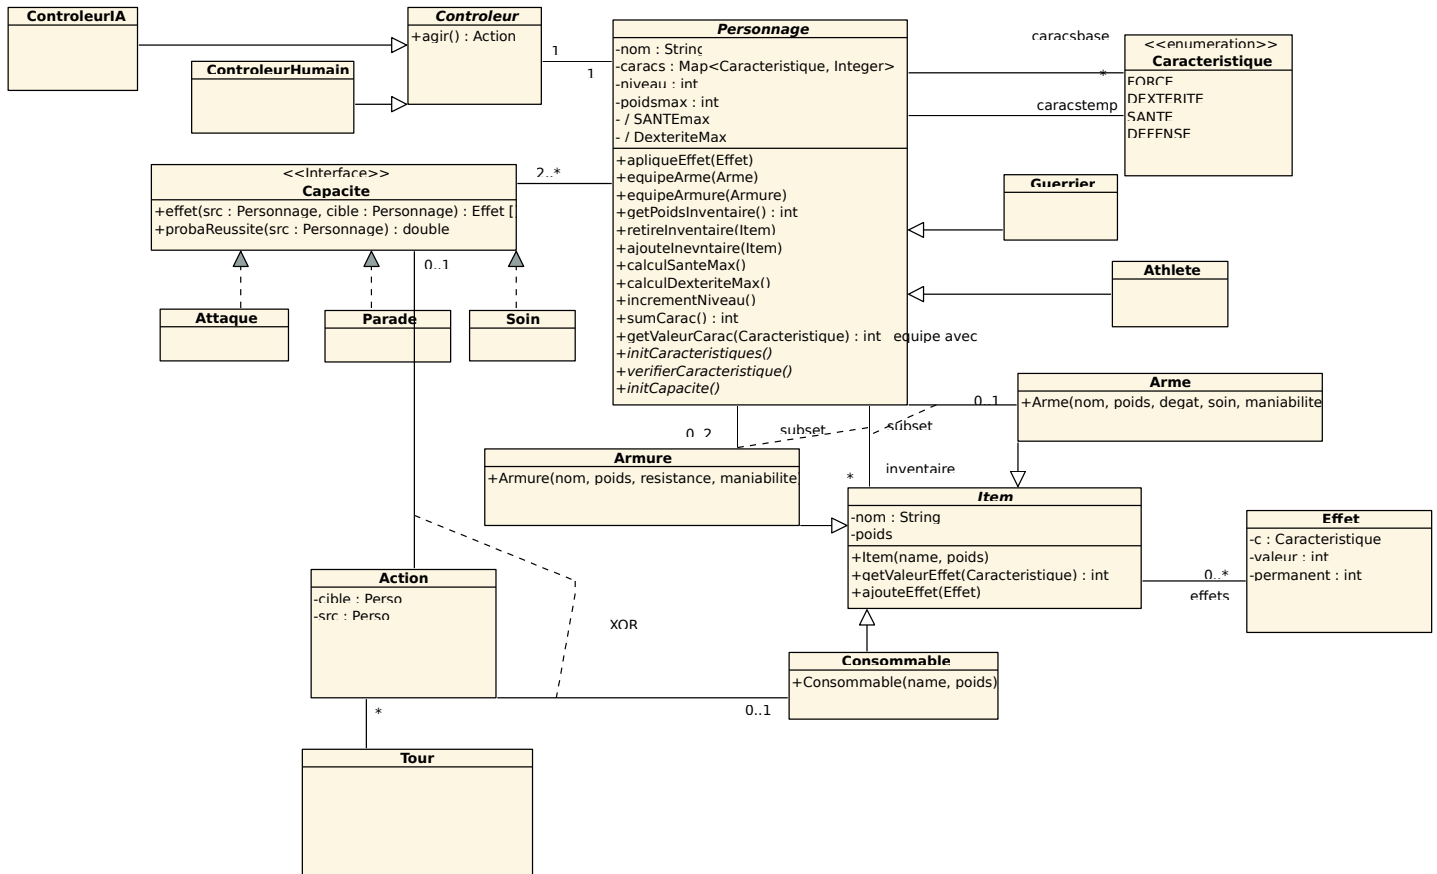 ControleurIA
Controleur
+agir() : Action
ControleurHumain
1
1
Personnage
-nom : String
-caracs : Map<Caracteristique, Integer>
-niveau : int
-poidsmax : int
- / SANTEmax
- / DexteriteMax
+apliqueEffet(Effet)
+equipeArme(Arme)
+equipeArmure(Armure)
+getPoidsInventaire() : int
+retireInventaire(Item)
+ajouteInevntaire(Item)
+calculSanteMax()
+calculDexteriteMax()
+incrementNiveau()
+sumCarac() : int
+getValeurCarac(Caracteristique) : int
+initCaracteristiques()
+verifierCaracteristique()
+initCapacite()
caracsbase
*
caracstemp
<<enumeration>>
Caracteristique
FORCE
DEXTERITE
SANTE
DEFENSE
<<Interface>>
Capacite
+effet(src : Personnage, cible : Personnage) : Effet [
+probaReussite(src : Personnage) : double
2..*
0..1
Guerrier
Athlete
Attaque
Parade
Soin
equipe avec
0..1
Arme
+Arme(nom, poids, degat, soin, maniabilite
0..2
subset
subset
Armure
+Armure(nom, poids, resistance, maniabilite
inventaire
*
Item
-nom : String
-poids
+Item(name, poids)
+getValeurEffet(Caracteristique) : int
+ajouteEffet(Effet)
0..*
effets
Effet
-c : Caracteristique
-valeur : int
-permanent : int
Action
-cible : Perso
-src : Perso
XOR
Consommable
+Consommable(name, poids)
0..1
*
Tour